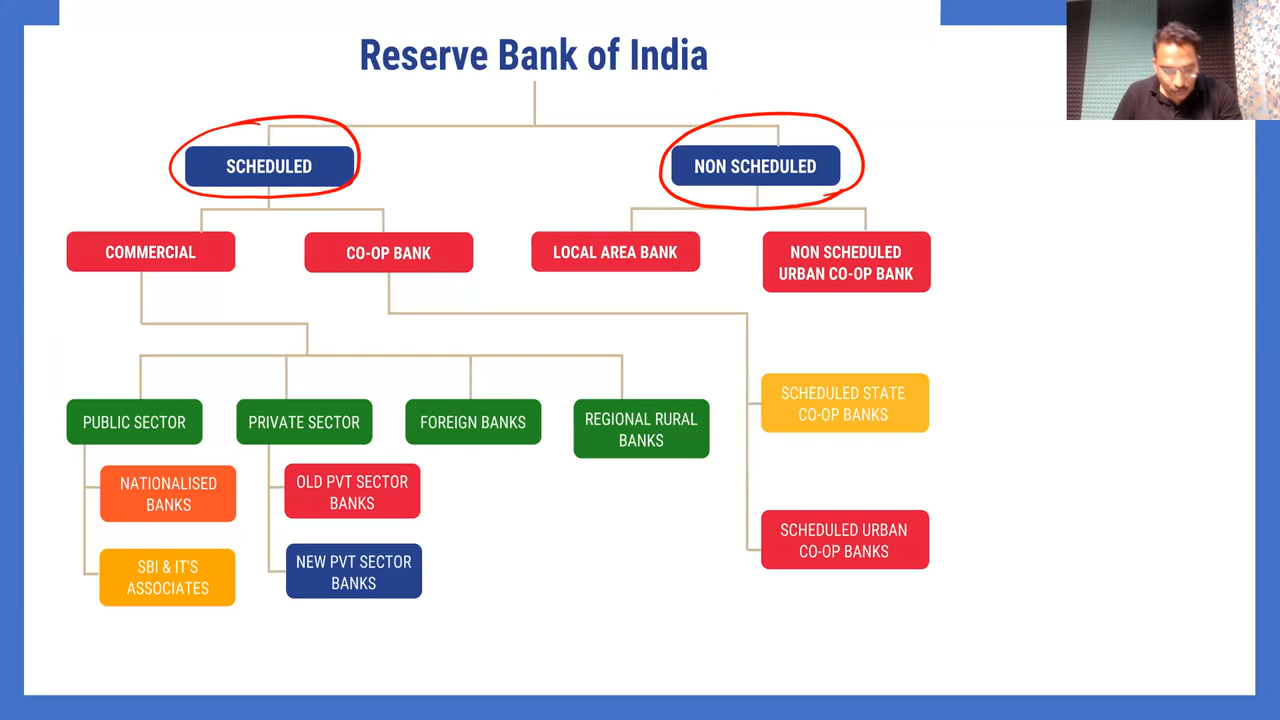 Reserve Bank of India
SCHEDULED
NON SCHEDULED
COMMERCIAL
CO-OP BANK
LOCAL AREA BANK
NON SCHEDULED
URBAN CO-OP BANK
SCHEDULED STATE
CO-OP BANKS
PUBLIC SECTOR
PRIVATE SECTOR
FOREIGN BANKS
REGIONAL RURAL
BANKS
NATIONALISED
BANKS
OLD PVT SECTOR
BANKS
SCHEDULED URBAN
CO-OP BANKS
SBI & IT'S
ASSOCIATES
NEW PVT SECTOR
BANKS